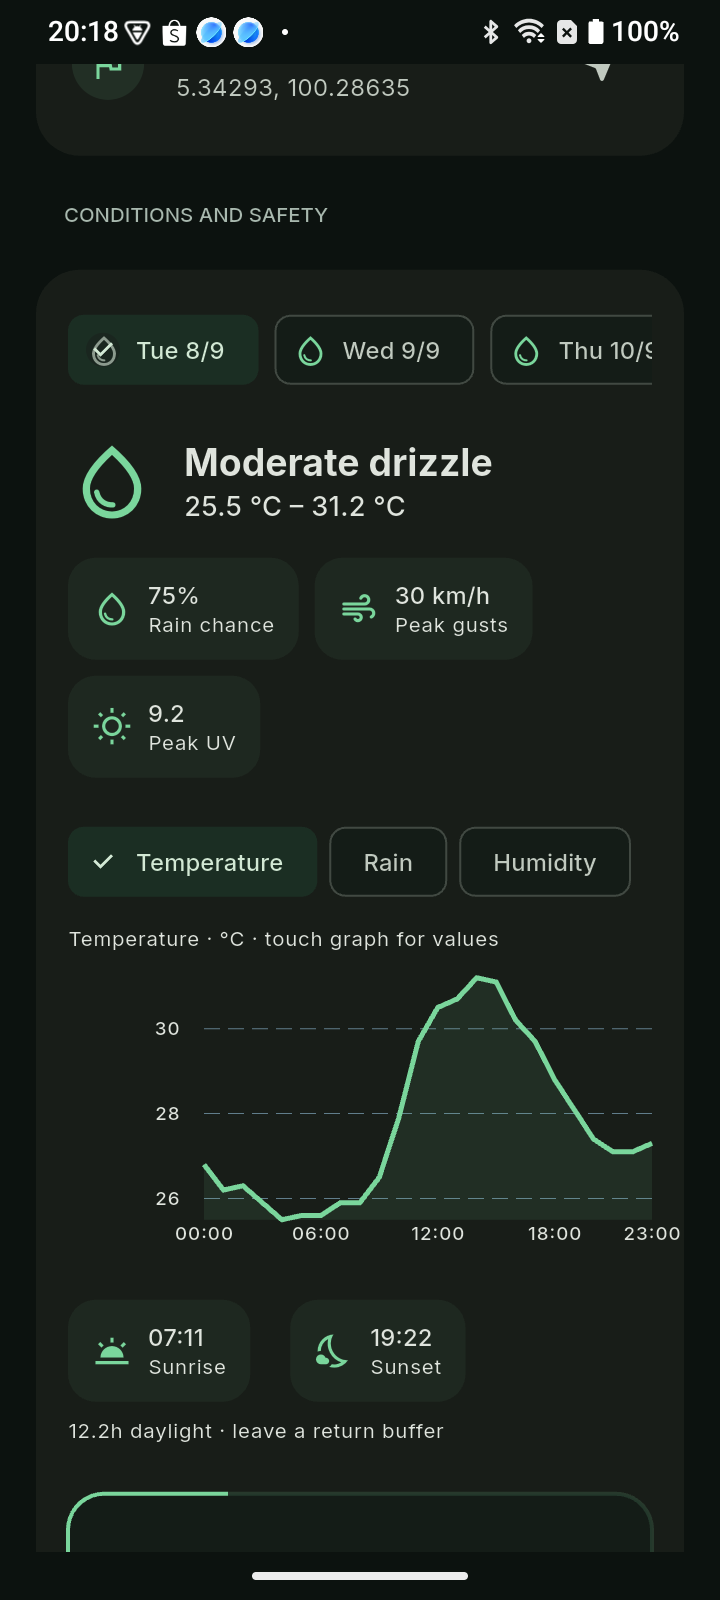 20:18
100%
5.34293, 100.28635
CONDITIONS AND SAFETY
Tue 8/9
Wed 9/9
Thu 10/9
Moderate drizzle
25.5 °C – 31.2 °C
75%
Rain chance
30 km/h
Peak gusts
9.2
Peak UV
Temperature
Rain
Humidity
Temperature · °C · touch graph for values
30
28
26
00:00
06:00
12:00
18:00
23:00
07:11
Sunrise
19:22
Sunset
12.2h daylight · leave a return buffer